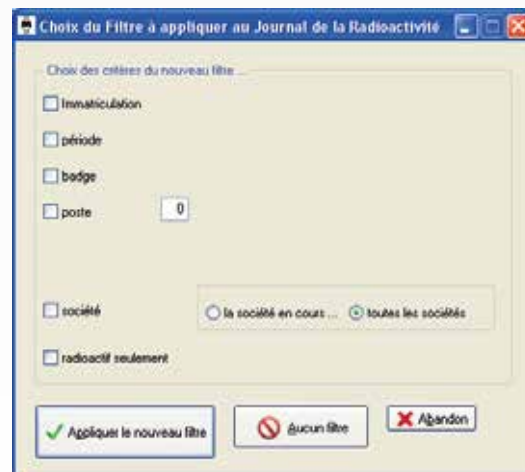 Choix du Filtre à appliquer au Journal de la Radioactivité
Choix des critères du nouveau filtre ...
Immatriculation
période
badge
poste 0
société la société en cours ... toutes les sociétés
radioactif seulement
Appliquer le nouveau filtre Aucun filtre Abandon